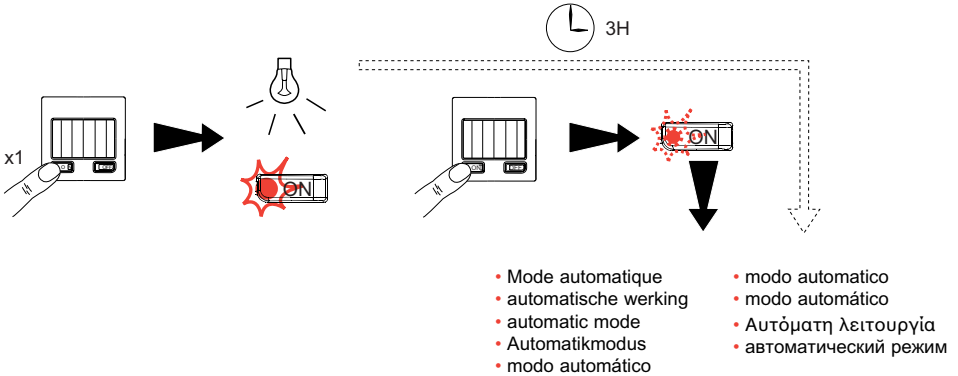 3H
x1
ON
ON
• Mode automatique
• automatische werking
• automatic mode
• Automatikmodus
• modo automático
• modo automatico
• modo automático
• Αυτόματη λειτουργία
• автоматический режим